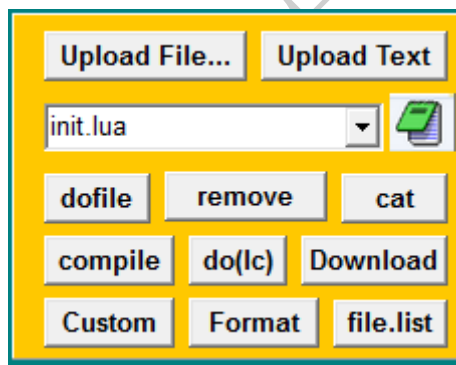 Upload File... Upload Text
init.lua
dofile remove cat
compile do(lc) Download
Custom Format file.list